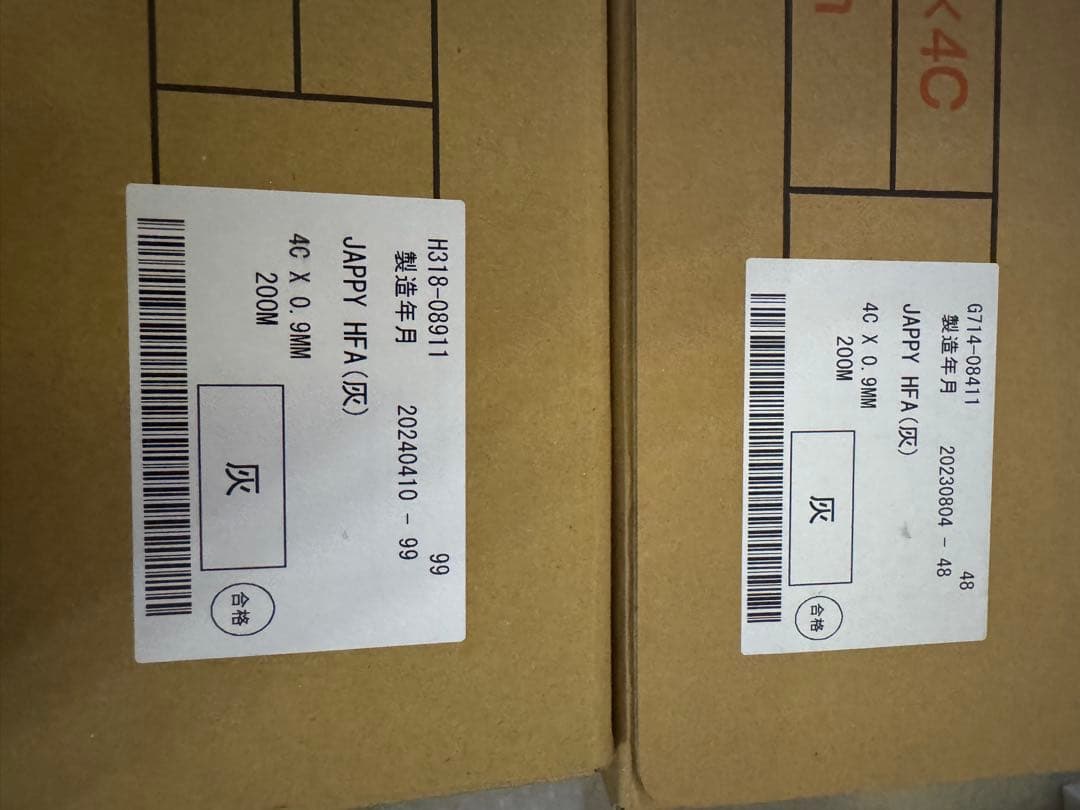 H318-08911 99
製造年月 20240410 - 99
JAPPY HFA(灰)
4C X 0.9MM
200M
灰
合格
×4C
G714-08411 48
製造年月 20230804 - 48
JAPPY HFA(灰)
4C X 0.9MM
200M
灰
合格